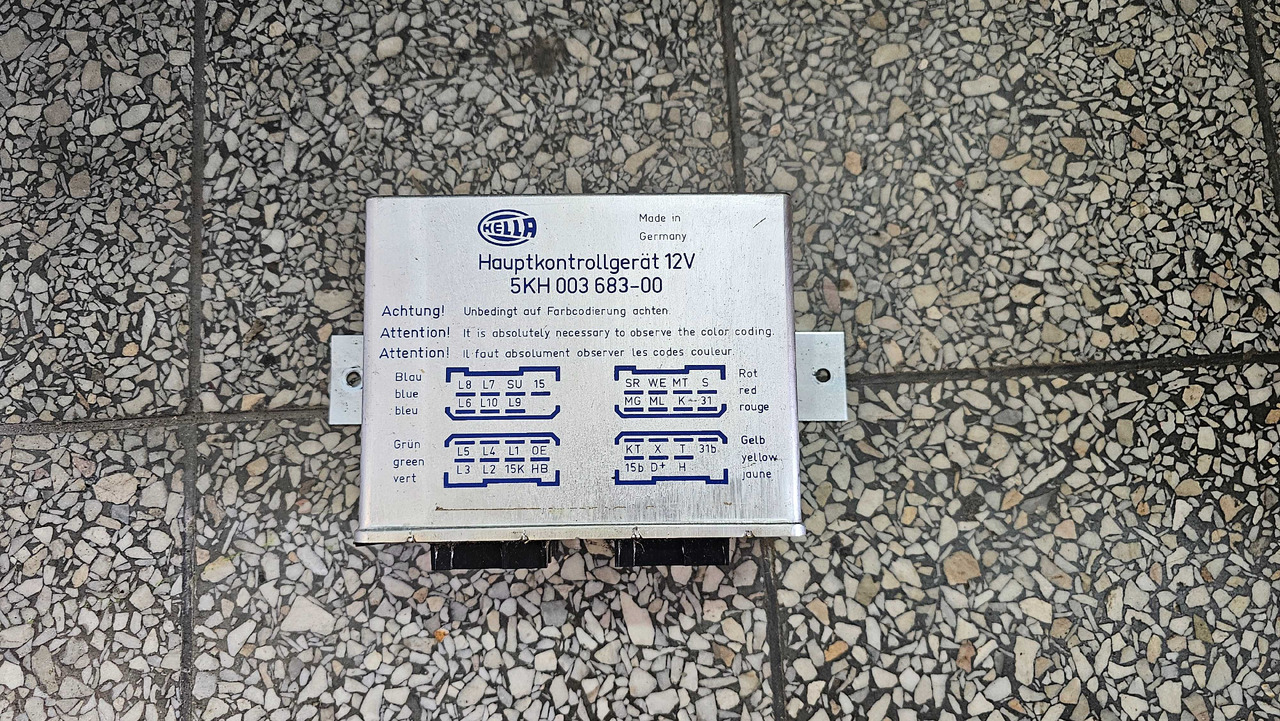 HELLA
Made in
Germany
Hauptkontrollgerät 12V
5KH 003 683-00
Achtung! Unbedingt auf Farbcodierung achten.
Attention! It is absolutely necessary to observe the color coding.
Attention! Il faut absolument observer les codes couleur.
Blau
blue
bleu
L8 L7 SU 15
L6 L10 L9
SR WE MT S
MG ML K 31
Rot
red
rouge
Grün
green
vert
L5 L4 L1 OE
L3 L2 15K HB
KT X T 31b
15b D+ H
Gelb
yellow
jaune